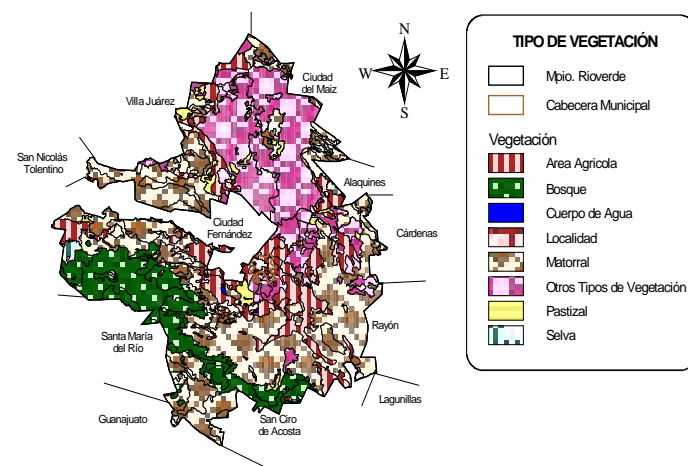 N
W
E
S
Ciudad
del Maiz
Villa Juárez
San Nicolás
Tolentino
Alaquines
Ciudad
Fernández
Cárdenas
Santa María
del Río
Rayón
Lagunillas
Guanajuato
San Ciro
de Acosta
TIPO DE VEGETACIÓN
Mpio. Rioverde
Cabecera Municipal
Vegetación
Area Agricola
Bosque
Cuerpo de Agua
Localidad
Matorral
Otros Tipos de Vegetación
Pastizal
Selva